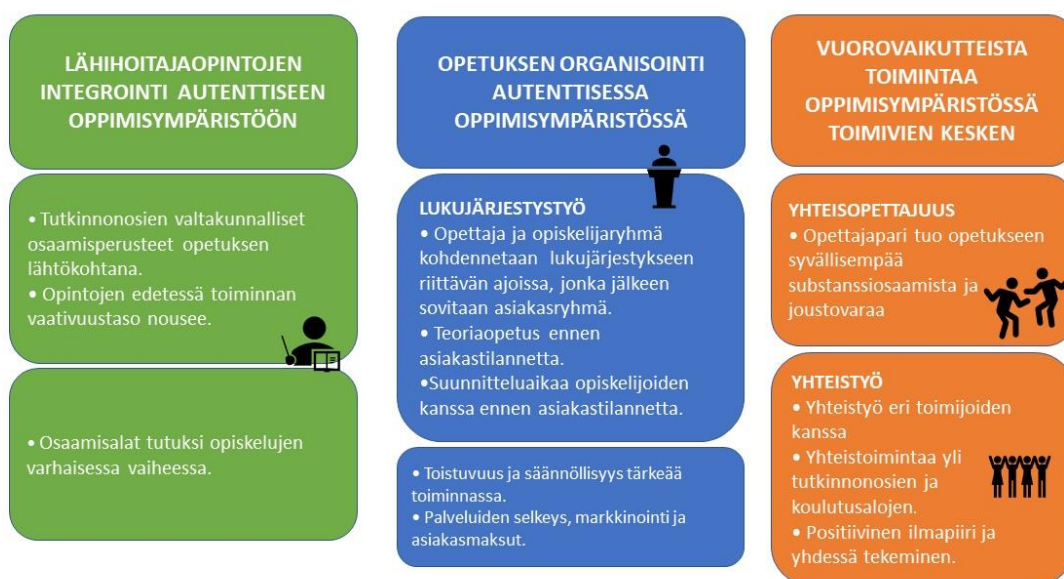 LÄHIHOITAJAOPINTOJEN
INTEGROINTI AUTENTTISEEN
OPPIMISYMPÄRISTÖÖN
• Tutkinnonosien valtakunnalliset
osaamisperusteet opetuksen
lähtökohtana.
• Opintojen edetessä toiminnan
vaativuustaso nousee.
• Osaamisalat tutuksi opiskelujen
varhaisessa vaiheessa.
OPETUKSEN ORGANISOINTI
AUTENTTISESSA
OPPIMISYMPÄRISTÖSSÄ
LUKUJÄRJESTYSTYÖ
• Opettaja ja opiskelijaryhmä
kohdennetaan lukujärjestykseen
riittävän ajoissa, jonka jälkeen
sovitaan asiakasryhmä.
• Teoriaopetus ennen
asiakastilannetta.
•Suunnitteluaikaa opiskelijoiden
kanssa ennen asiakastilannetta.
• Toistuvuus ja säännöllisyys tärkeää
toiminnassa.
• Palveluiden selkeys, markkinointi ja
asiakasmaksut.
VUOROVAIKUTTEISTA
TOIMINTAA
OPPIMISYMPÄRISTÖSSÄ
TOIMIVIEN KESKEN
YHTEISOPETTAJUUS
• Opettajapari tuo opetukseen
syvällisempää
substanssiosaamista ja
joustovaraa
YHTEISTYÖ
• Yhteistyö eri toimijoiden
kanssa
• Yhteistoimintaa yli
tutkinnonosien ja
koulutusalojen.
• Positiivinen ilmapiiri ja
yhdessä tekeminen.